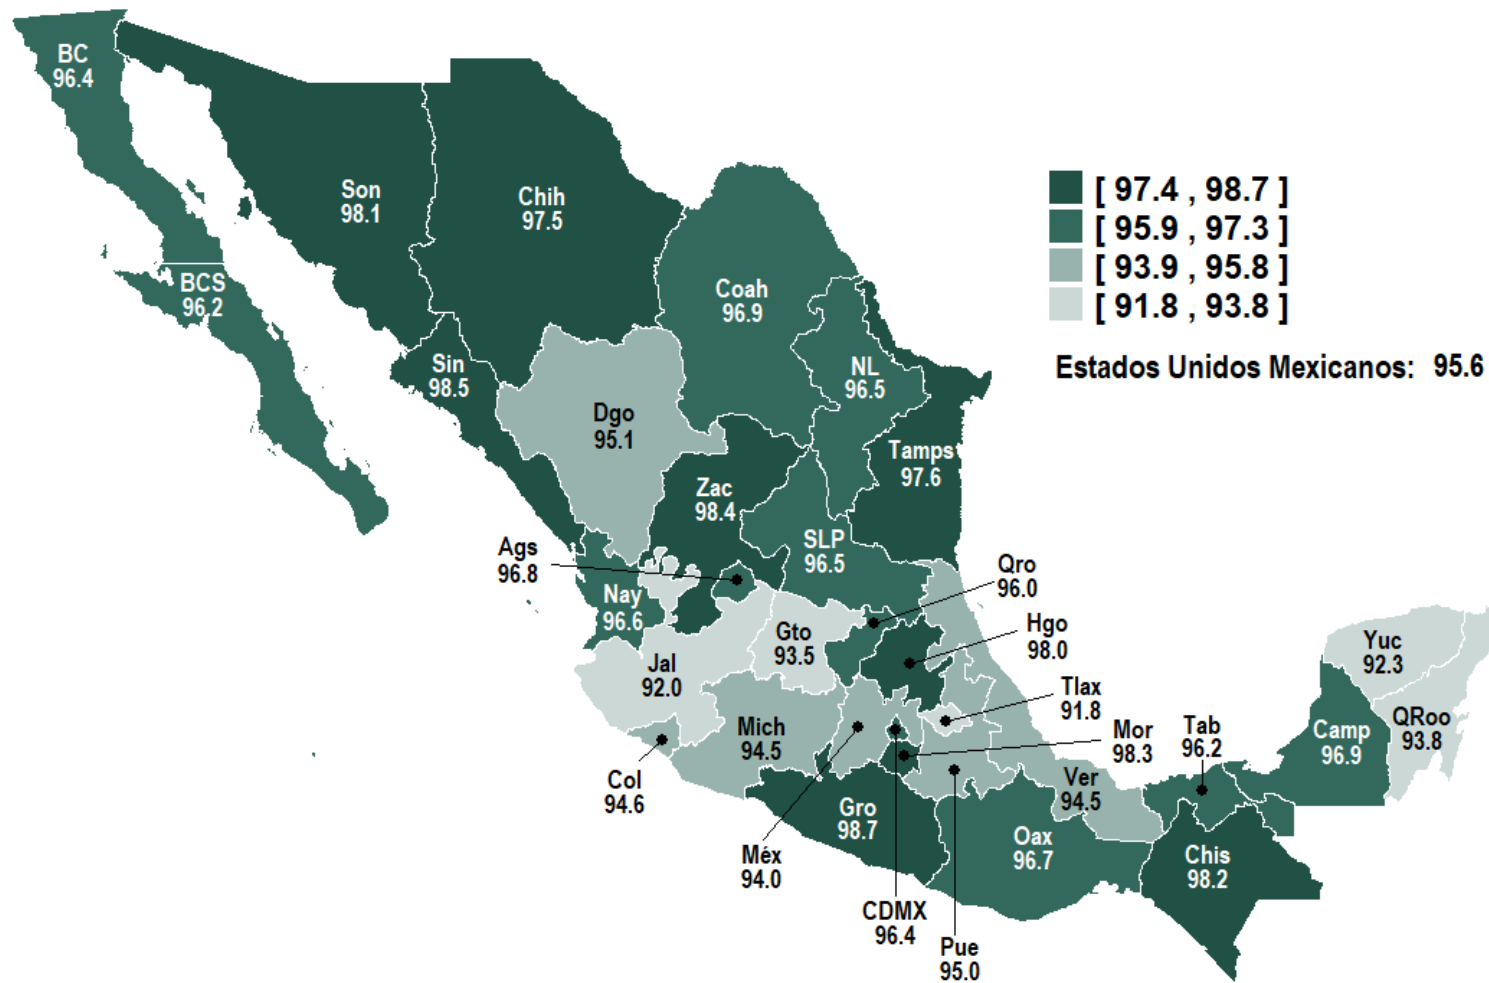 BC
96.4
Son
98.1
Chih
97.5
[ 97.4 , 98.7 ]
[ 95.9 , 97.3 ]
[ 93.9 , 95.8 ]
[ 91.8 , 93.8 ]
Estados Unidos Mexicanos: 95.6
BCS
96.2
Coah
96.9
Sin
98.5
NL
96.5
Dgo
95.1
Tamps
97.6
Zac
98.4
SLP
96.5
Ags
96.8
Qro
96.0
Nay
96.6
Gto
93.5
Hgo
98.0
Jal
92.0
Yuc
92.3
Tlax
91.8
QRoo
93.8
Mich
94.5
Mor
98.3
Tab
96.2
Camp
96.9
Col
94.6
Ver
94.5
Gro
98.7
Oax
96.7
Chis
98.2
Méx
94.0
CDMX
96.4
Pue
95.0